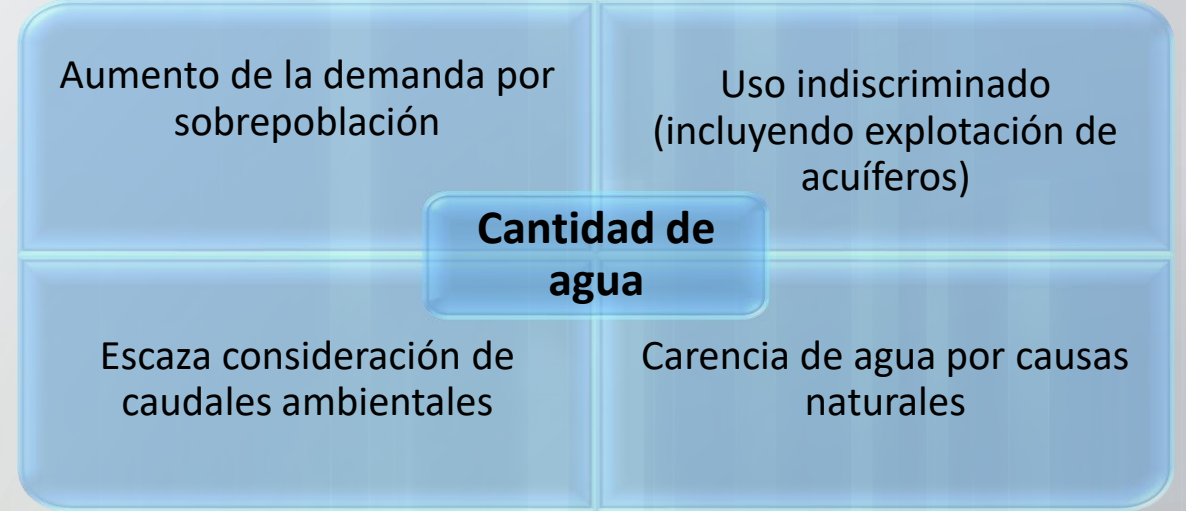 Aumento de la demanda por
sobrepoblación
Uso indiscriminado
(incluyendo explotación de
acuíferos)
Cantidad de
agua
Escaza consideración de
caudales ambientales
Carencia de agua por causas
naturales